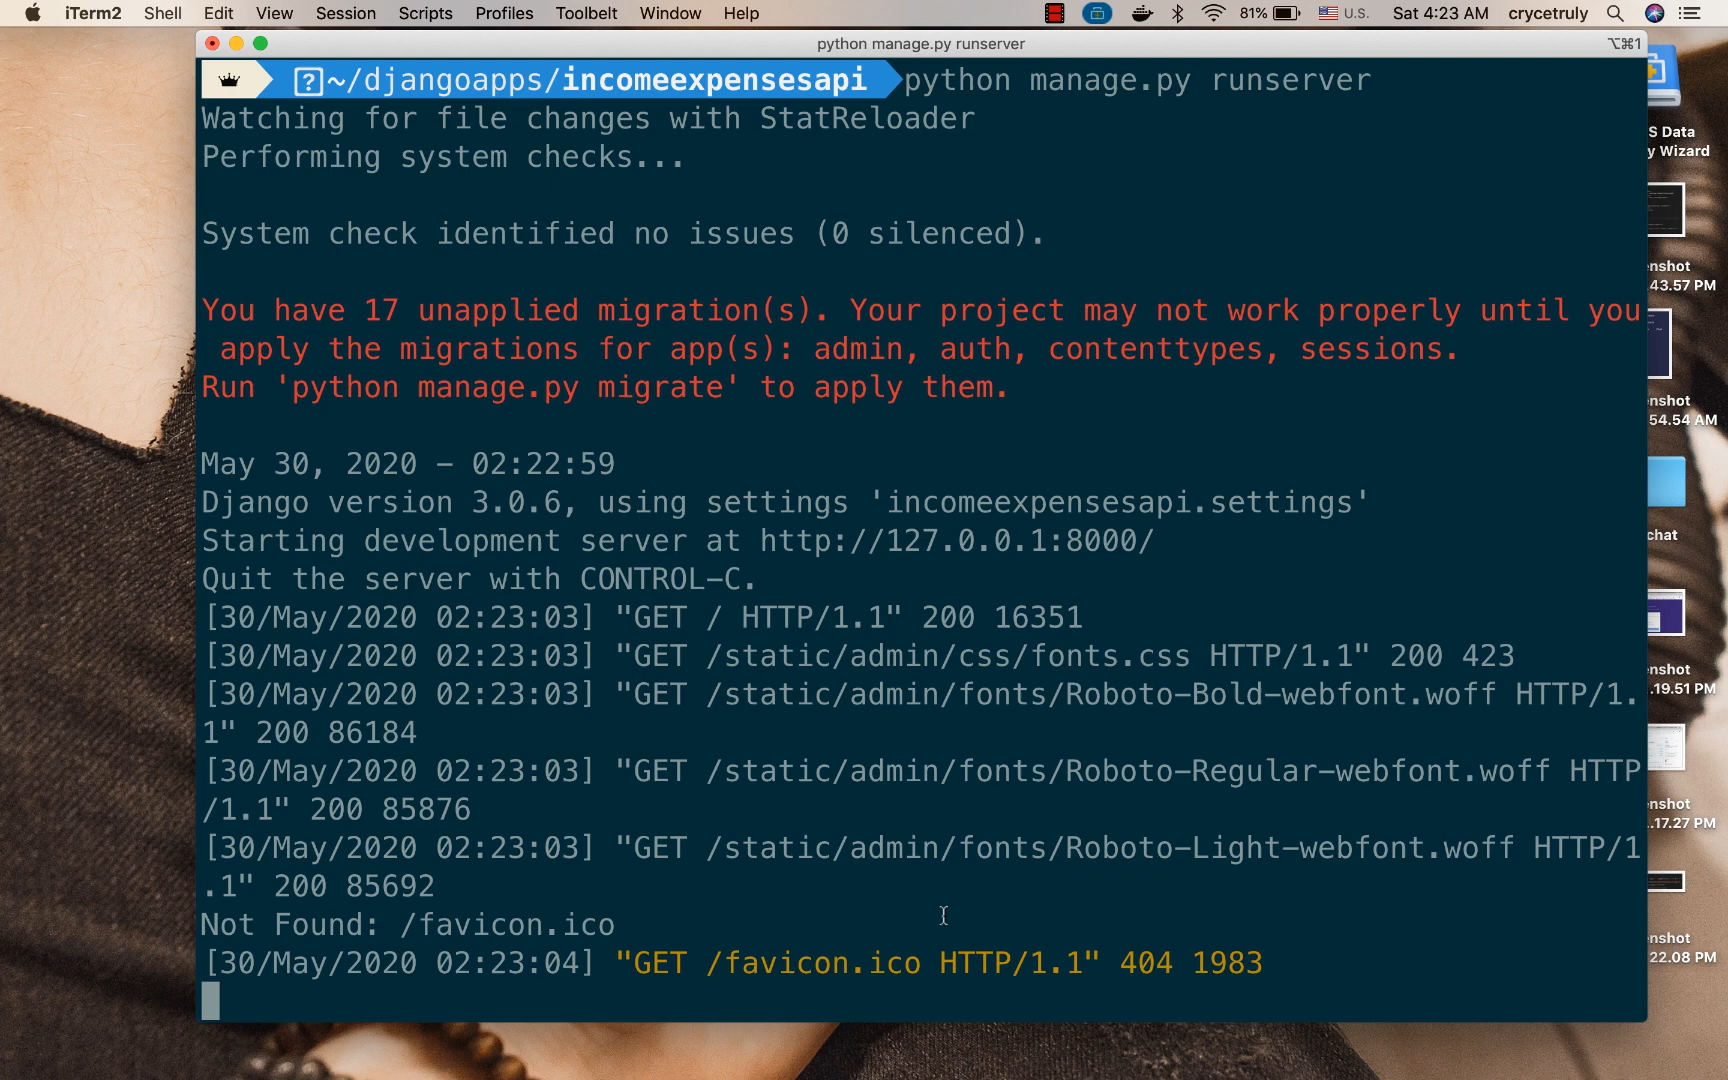 iTerm2 Shell Edit View Session Scripts Profiles Toolbelt Window Help 81% U.S. Sat 4:23 AM crycetruly
python manage.py runserver ⌥⌘1
?~/djangoapps/incomeexpensesapi python manage.py runserver
Watching for file changes with StatReloader
Performing system checks...
System check identified no issues (0 silenced).
You have 17 unapplied migration(s). Your project may not work properly until you
apply the migrations for app(s): admin, auth, contenttypes, sessions.
Run 'python manage.py migrate' to apply them.
May 30, 2020 - 02:22:59
Django version 3.0.6, using settings 'incomeexpensesapi.settings'
Starting development server at http://127.0.0.1:8000/
Quit the server with CONTROL-C.
[30/May/2020 02:23:03] "GET / HTTP/1.1" 200 16351
[30/May/2020 02:23:03] "GET /static/admin/css/fonts.css HTTP/1.1" 200 423
[30/May/2020 02:23:03] "GET /static/admin/fonts/Roboto-Bold-webfont.woff HTTP/1.
1" 200 86184
[30/May/2020 02:23:03] "GET /static/admin/fonts/Roboto-Regular-webfont.woff HTTP
/1.1" 200 85876
[30/May/2020 02:23:03] "GET /static/admin/fonts/Roboto-Light-webfont.woff HTTP/1
.1" 200 85692
Not Found: /favicon.ico
[30/May/2020 02:23:04] "GET /favicon.ico HTTP/1.1" 404 1983
S Data
y Wizard
enshot
.43.57 PM
enshot
.54.54 AM
chat
enshot
.19.51 PM
enshot
.17.27 PM
enshot
.22.08 PM